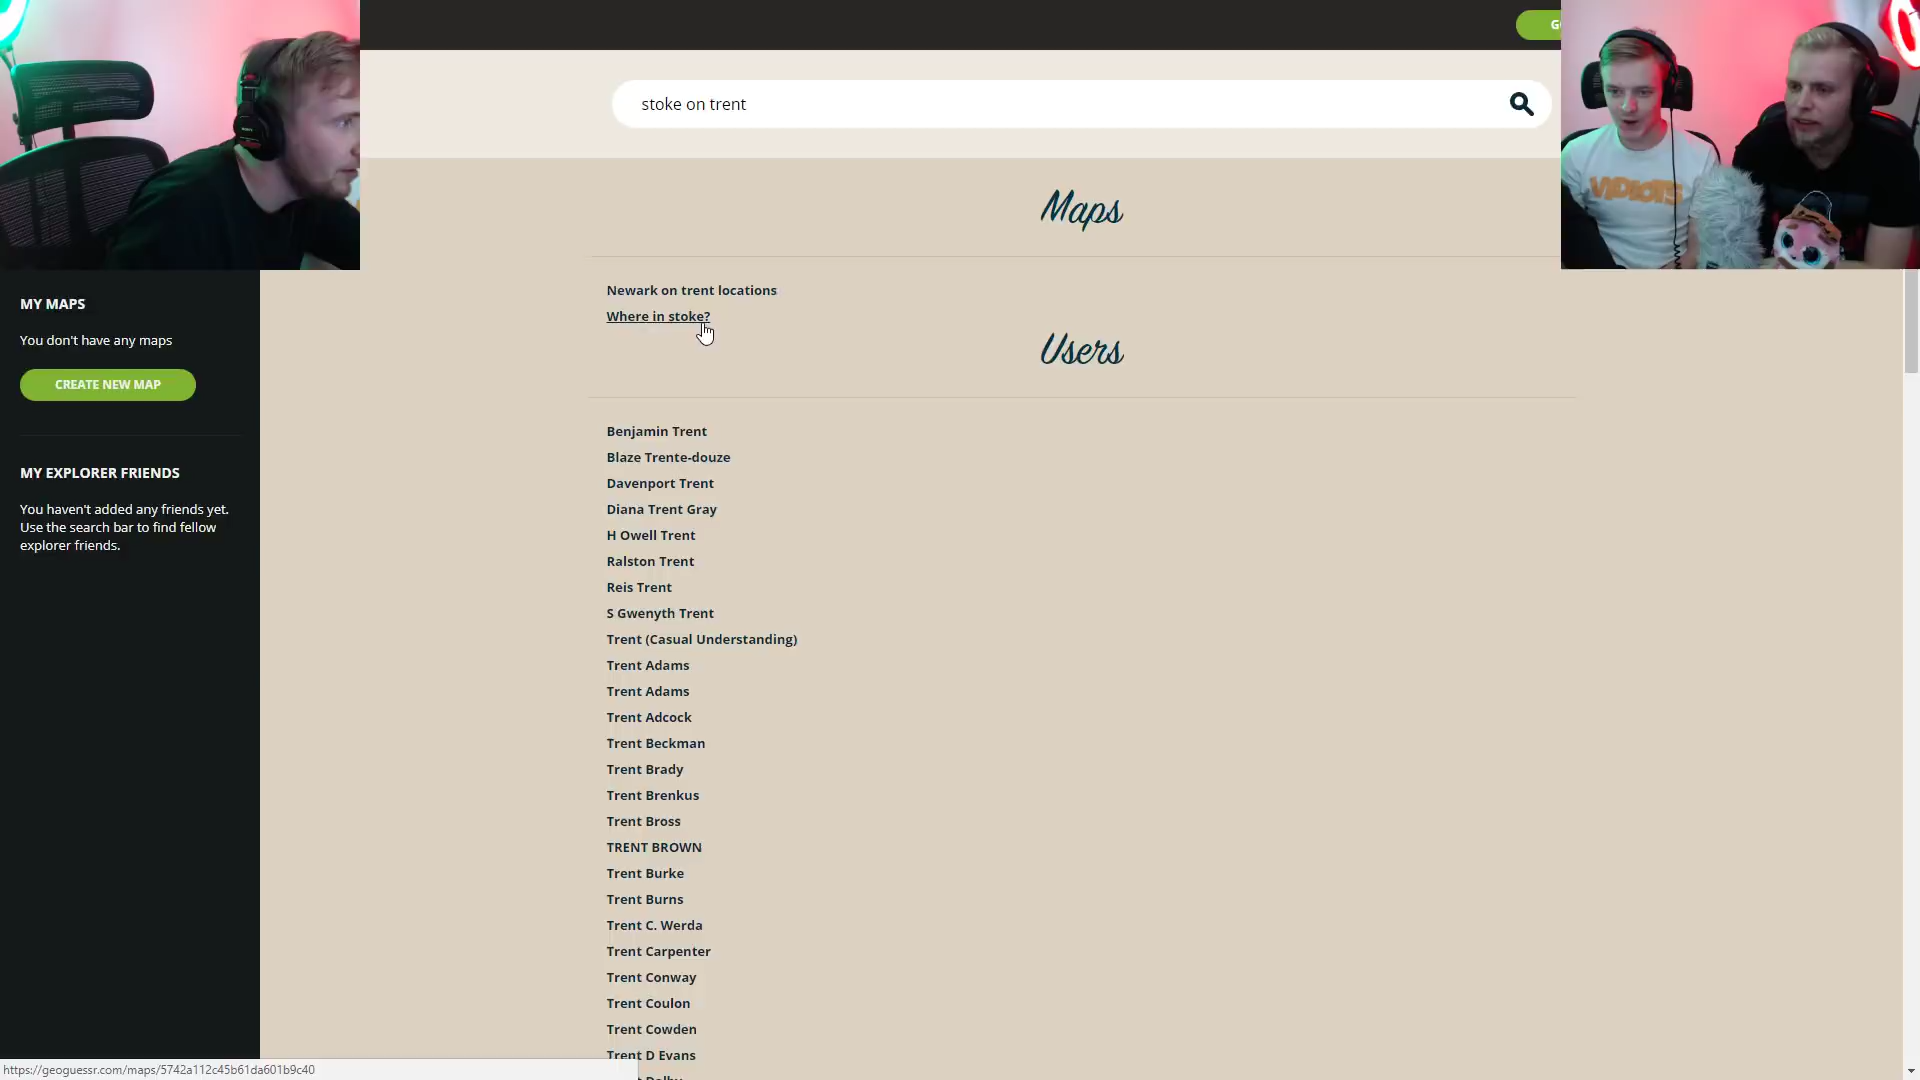 GO
stoke on trent
Maps
Newark on trent locations
Where in stoke?
Users
MY MAPS
You don't have any maps
CREATE NEW MAP
MY EXPLORER FRIENDS
You haven't added any friends yet.
Use the search bar to find fellow
explorer friends.
Benjamin Trent
Blaze Trente-douze
Davenport Trent
Diana Trent Gray
H Owell Trent
Ralston Trent
Reis Trent
S Gwenyth Trent
Trent (Casual Understanding)
Trent Adams
Trent Adams
Trent Adcock
Trent Beckman
Trent Brady
Trent Brenkus
Trent Bross
TRENT BROWN
Trent Burke
Trent Burns
Trent C. Werda
Trent Carpenter
Trent Conway
Trent Coulon
Trent Cowden
Trent D Evans
https://geoguessr.com/maps/5742a112c45b61da601b9c40